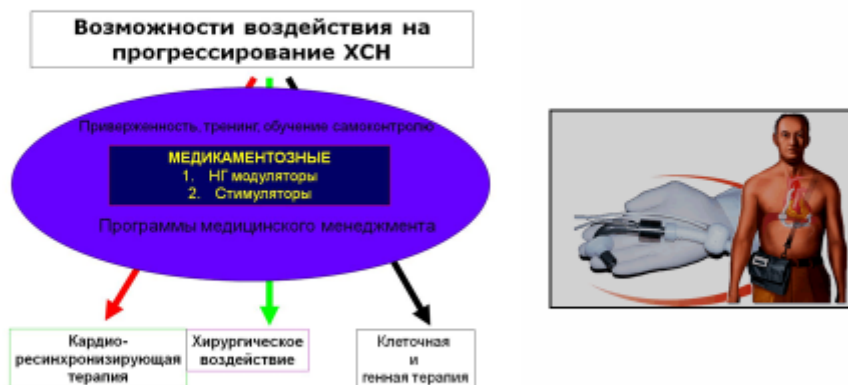 Возможности воздействия на
прогрессирование ХСН
Приверженность, тренинг, обучение самоконтролю
МЕДИКАМЕНТОЗНЫЕ
1. НГ модуляторы
2. Стимуляторы
Программы медицинского менеджмента
Кардио-
ресинхронизирующая
терапия
Хирургическое
воздействие
Клеточная
и
генная терапия